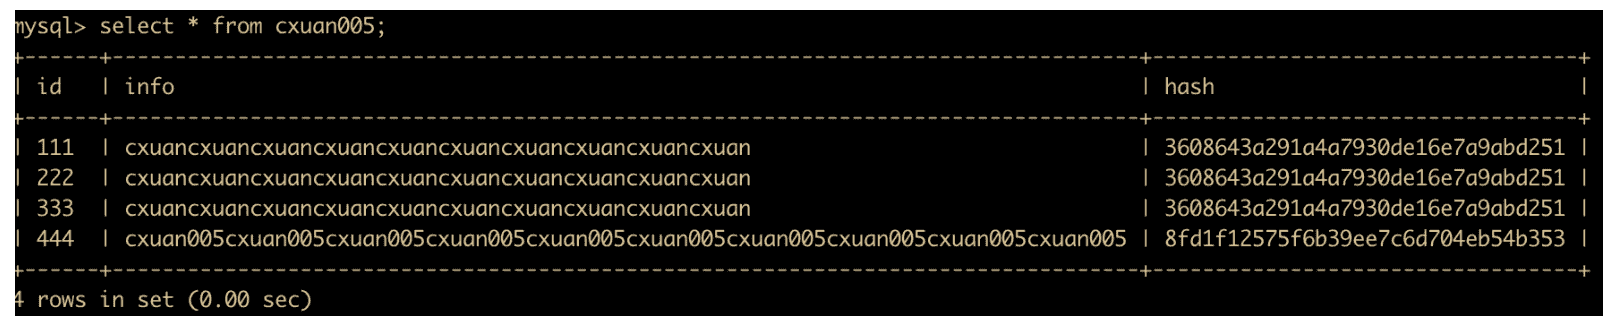 mysql> select * from cxuan005;
| id | info | hash |
| 111 | cxuancxuancxuancxuancxuancxuancxuancxuancxuancxuan | 3608643a291a4a7930de16e7a9abd251 |
| 222 | cxuancxuancxuancxuancxuancxuancxuancxuancxuancxuan | 3608643a291a4a7930de16e7a9abd251 |
| 333 | cxuancxuancxuancxuancxuancxuancxuancxuancxuancxuan | 3608643a291a4a7930de16e7a9abd251 |
| 444 | cxuan005cxuan005cxuan005cxuan005cxuan005cxuan005cxuan005cxuan005cxuan005cxuan005 | 8fd1f12575f6b39ee7c6d704eb54b353 |
4 rows in set (0.00 sec)